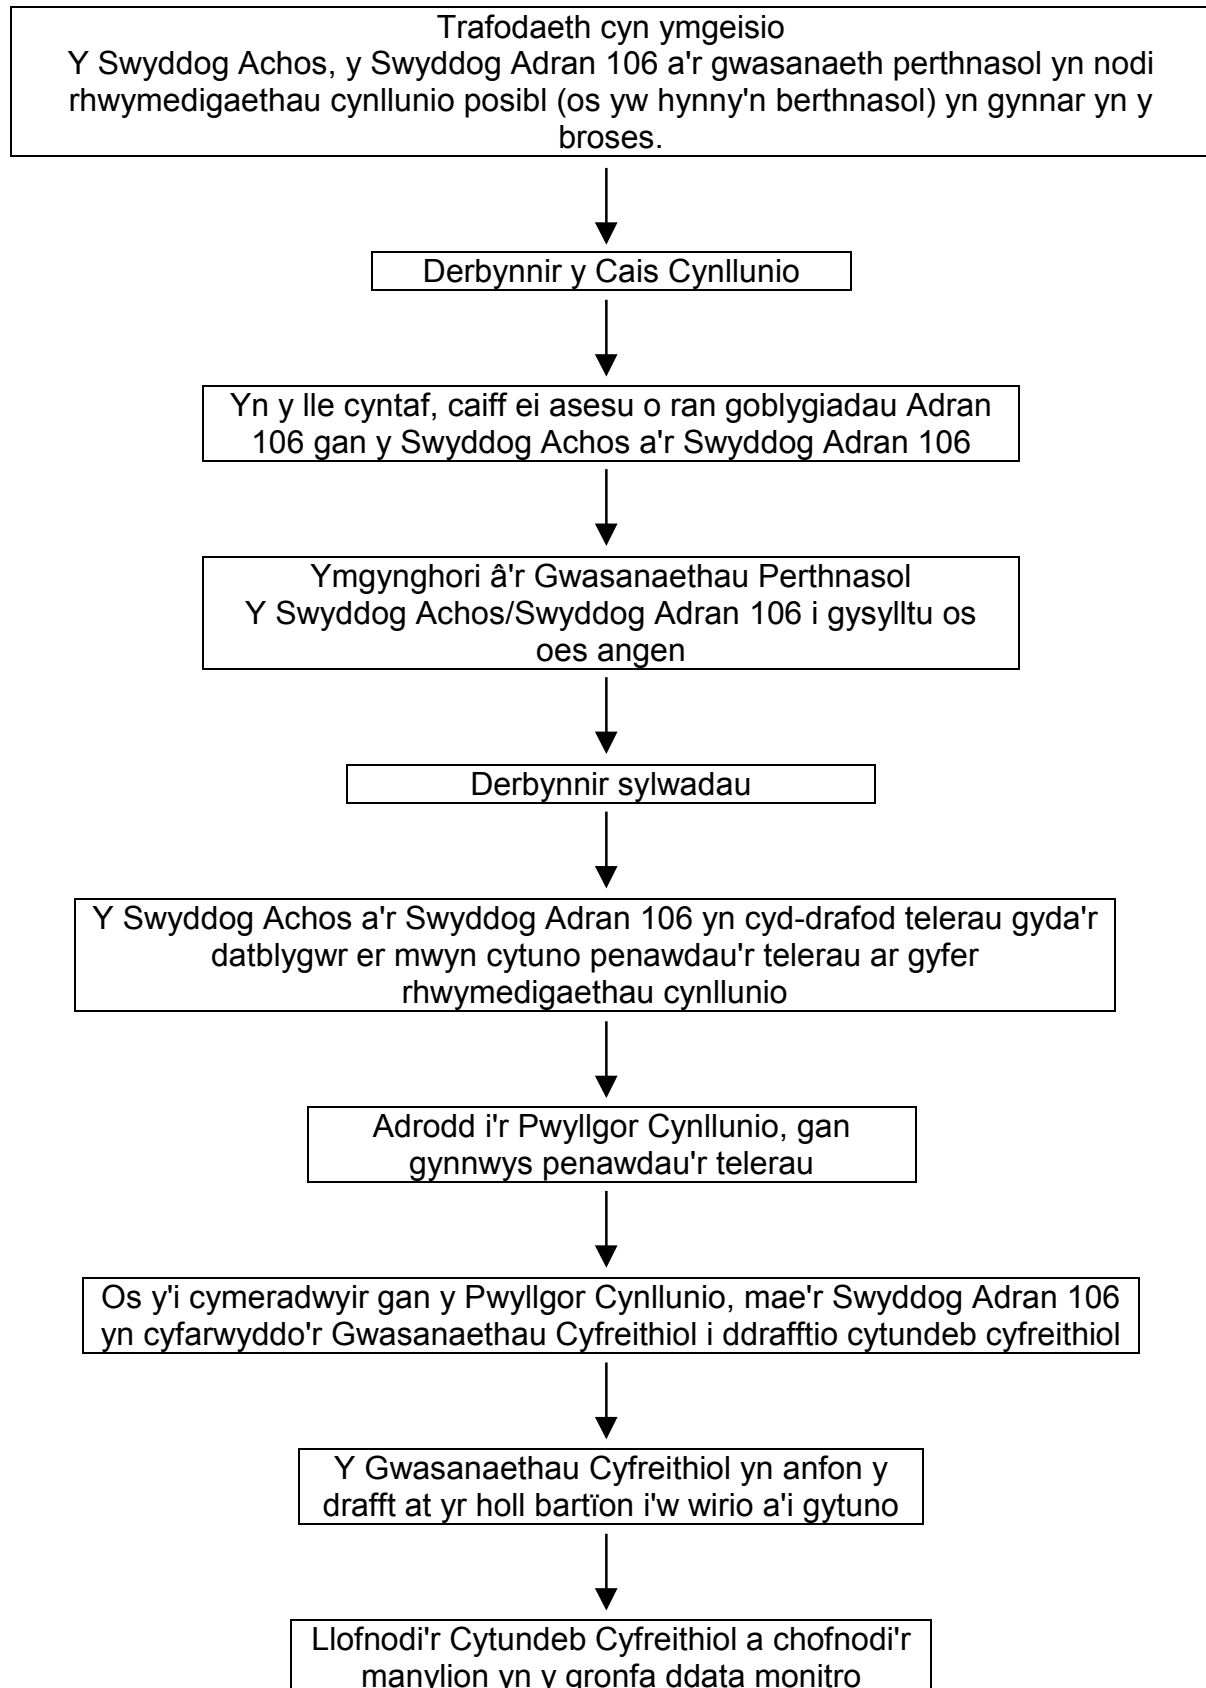 Trafodaeth cyn ymgeisio
Y Swyddog Achos, y Swyddog Adran 106 a'r gwasanaeth perthnasol yn nodi
rhwymedigaethau cynllunio posibl (os yw hynny'n berthnasol) yn gynnar yn y
broses.
Derbynnir y Cais Cynllunio
Yn y lle cyntaf, caiff ei asesu o ran goblygiadau Adran
106 gan y Swyddog Achos a'r Swyddog Adran 106
Ymgynghori â'r Gwasanaethau Perthnasol
Y Swyddog Achos/Swyddog Adran 106 i gysylltu os
oes angen
Derbynnir sylwadau
Y Swyddog Achos a'r Swyddog Adran 106 yn cyd-drafod telerau gyda'r
datblygwr er mwyn cytuno penawdau'r telerau ar gyfer
rhwymedigaethau cynllunio
Adrodd i'r Pwyllgor Cynllunio, gan
gynnwys penawdau'r telerau
Os y'i cymeradwyir gan y Pwyllgor Cynllunio, mae'r Swyddog Adran 106
yn cyfarwyddo'r Gwasanaethau Cyfreithiol i ddrafftio cytundeb cyfreithiol
Y Gwasanaethau Cyfreithiol yn anfon y
drafft at yr holl bartïon i'w wirio a'i gytuno
Llofnodi'r Cytundeb Cyfreithiol a chofnodi'r
manylion yn y gronfa ddata monitro